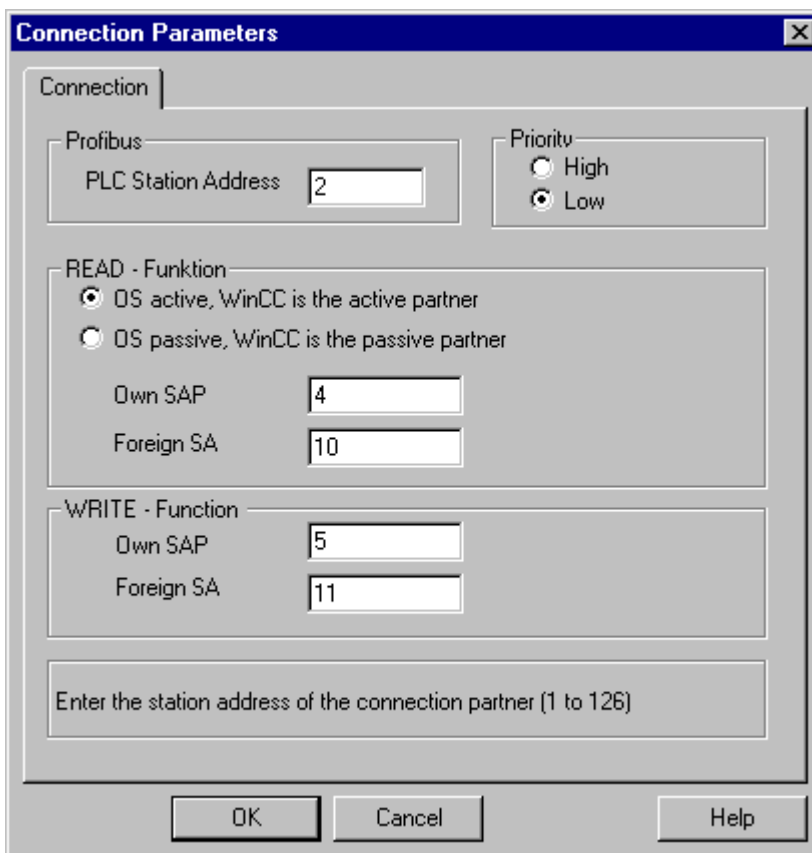 Connection Parameters
Connection
Profibus
PLC Station Address 2
Priority
High
Low
READ - Funktion
OS active, WinCC is the active partner
OS passive, WinCC is the passive partner
Own SAP 4
Foreign SA 10
WRITE - Function
Own SAP 5
Foreign SA 11
Enter the station address of the connection partner (1 to 126)
OK Cancel Help